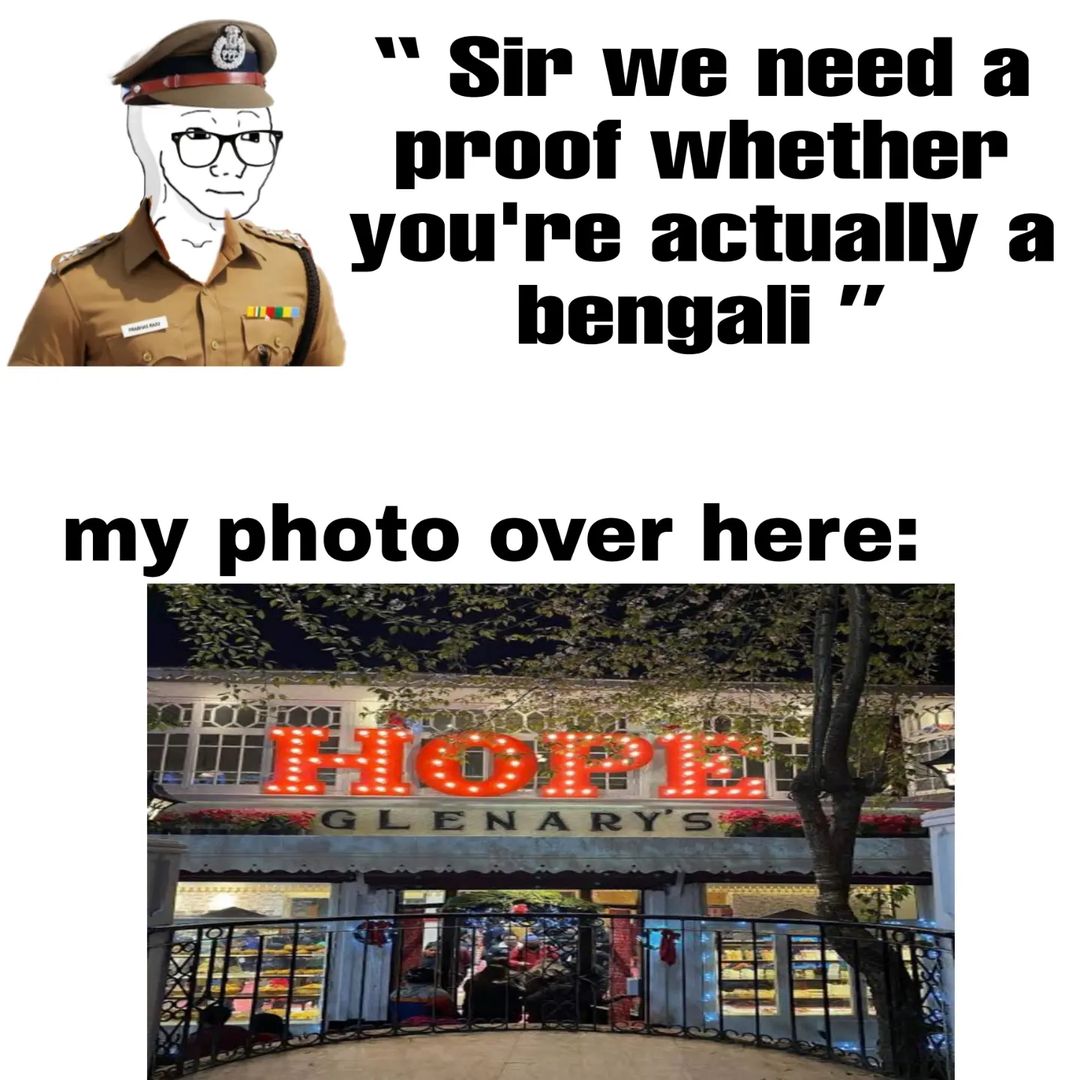 “ Sir we need a
proof whether
you're actually a
bengali ”
my photo over here:
HOPE
GLENARY'S